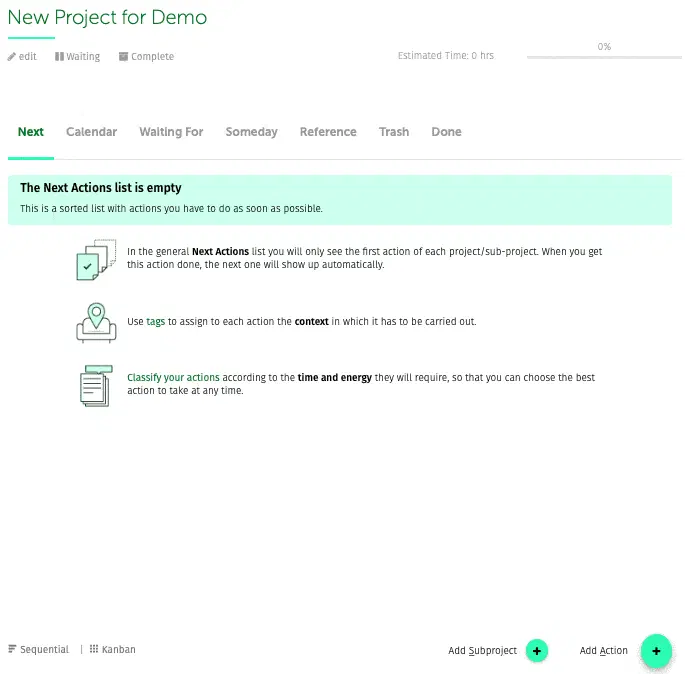 New Project for Demo
edit Waiting Complete Estimated Time: 0 hrs 0%
Next Calendar Waiting For Someday Reference Trash Done
The Next Actions list is empty
This is a sorted list with actions you have to do as soon as possible.
In the general Next Actions list you will only see the first action of each project/sub-project. When you get
this action done, the next one will show up automatically.
Use tags to assign to each action the context in which it has to be carried out.
Classify your actions according to the time and energy they will require, so that you can choose the best
action to take at any time.
Sequential | Kanban Add Subproject + Add Action +